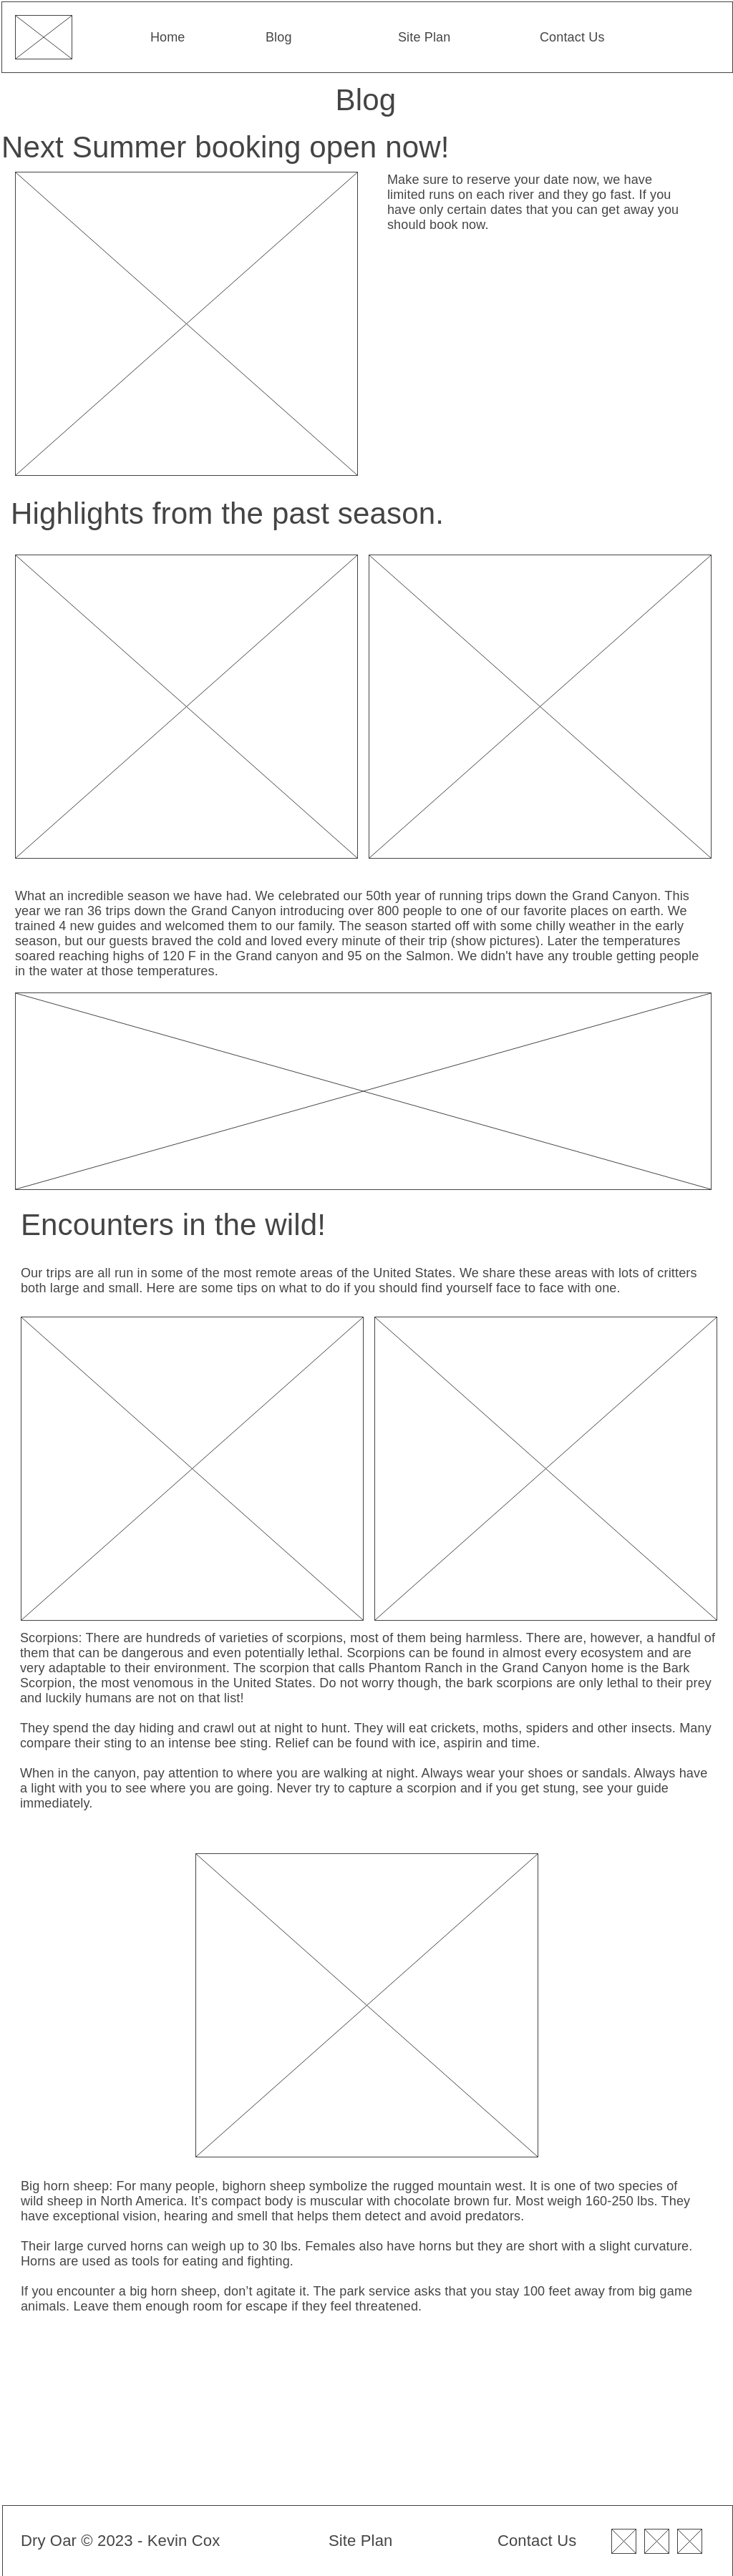 Home Blog Site Plan Contact Us
Blog
Next Summer booking open now!
Make sure to reserve your date now, we have
limited runs on each river and they go fast. If you
have only certain dates that you can get away you
should book now.
Highlights from the past season.
What an incredible season we have had. We celebrated our 50th year of running trips down the Grand Canyon. This
year we ran 36 trips down the Grand Canyon introducing over 800 people to one of our favorite places on earth. We
trained 4 new guides and welcomed them to our family. The season started off with some chilly weather in the early
season, but our guests braved the cold and loved every minute of their trip (show pictures). Later the temperatures
soared reaching highs of 120 F in the Grand canyon and 95 on the Salmon. We didn't have any trouble getting people
in the water at those temperatures.
Encounters in the wild!
Our trips are all run in some of the most remote areas of the United States. We share these areas with lots of critters
both large and small. Here are some tips on what to do if you should find yourself face to face with one.
Scorpions: There are hundreds of varieties of scorpions, most of them being harmless. There are, however, a handful of
them that can be dangerous and even potentially lethal. Scorpions can be found in almost every ecosystem and are
very adaptable to their environment. The scorpion that calls Phantom Ranch in the Grand Canyon home is the Bark
Scorpion, the most venomous in the United States. Do not worry though, the bark scorpions are only lethal to their prey
and luckily humans are not on that list!
They spend the day hiding and crawl out at night to hunt. They will eat crickets, moths, spiders and other insects. Many
compare their sting to an intense bee sting. Relief can be found with ice, aspirin and time.
When in the canyon, pay attention to where you are walking at night. Always wear your shoes or sandals. Always have
a light with you to see where you are going. Never try to capture a scorpion and if you get stung, see your guide
immediately.
Big horn sheep: For many people, bighorn sheep symbolize the rugged mountain west. It is one of two species of
wild sheep in North America. It's compact body is muscular with chocolate brown fur. Most weigh 160-250 lbs. They
have exceptional vision, hearing and smell that helps them detect and avoid predators.
Their large curved horns can weigh up to 30 lbs. Females also have horns but they are short with a slight curvature.
Horns are used as tools for eating and fighting.
If you encounter a big horn sheep, don't agitate it. The park service asks that you stay 100 feet away from big game
animals. Leave them enough room for escape if they feel threatened.
Dry Oar © 2023 - Kevin Cox Site Plan Contact Us